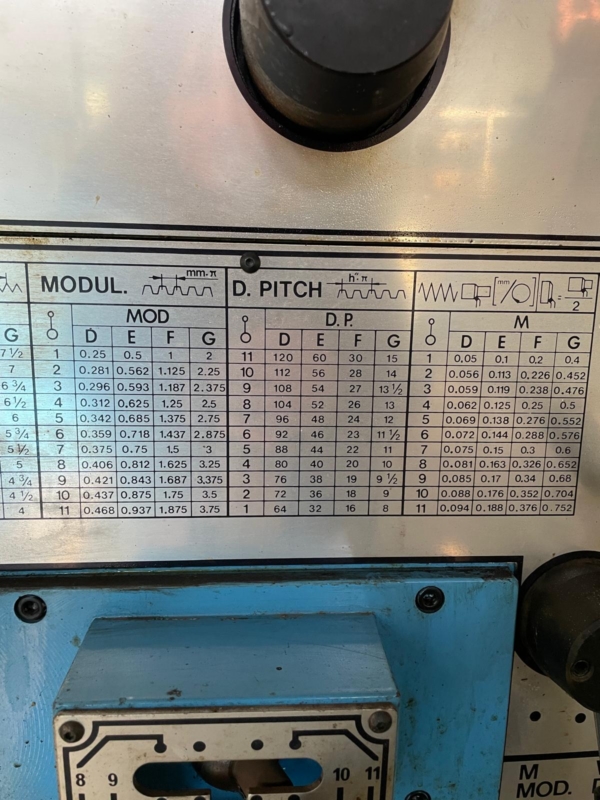 MODUL. mm.π D. PITCH h".π mm 2
MOD D.P. M
G D E F G D E F G D E F G
7 ½ 1 0.25 0.5 1 2 11 120 60 30 15 1 0,05 0.1 0.2 0.4
7 2 0.281 0.562 1.125 2.25 10 112 56 28 14 2 0.056 0.113 0.226 0.452
6 ¾ 3 0.296 0.593 1.187 2.375 9 108 54 27 13 ½ 3 0.059 0.119 0.238 0.476
6 ½ 4 0.312 0.625 1.25 2.5 8 104 52 26 13 4 0.062 0.125 0.25 0.5
6 5 0.342 0.685 1.375 2.75 7 96 48 24 12 5 0.069 0.138 0.276 0.552
5 ¾ 6 0.359 0.718 1.437 2.875 6 92 46 23 11 ½ 6 0.072 0.144 0.288 0.576
5 ½ 7 0.375 0.75 1.5 3 5 88 44 22 11 7 0.075 0.15 0.3 0.6
5 8 0.406 0.812 1.625 3.25 4 80 40 20 10 8 0.081 0.163 0.326 0.652
4 ¾ 9 0.421 0.843 1.687 3.375 3 76 38 19 9 ½ 9 0.085 0.17 0.34 0.68
4 ½ 10 0.437 0.875 1.75 3.5 2 72 36 18 9 10 0.088 0.176 0.352 0.704
4 11 0.468 0.937 1.875 3.75 1 64 32 16 8 11 0.094 0.188 0.376 0.752
8 9 10 11
M
MOD.